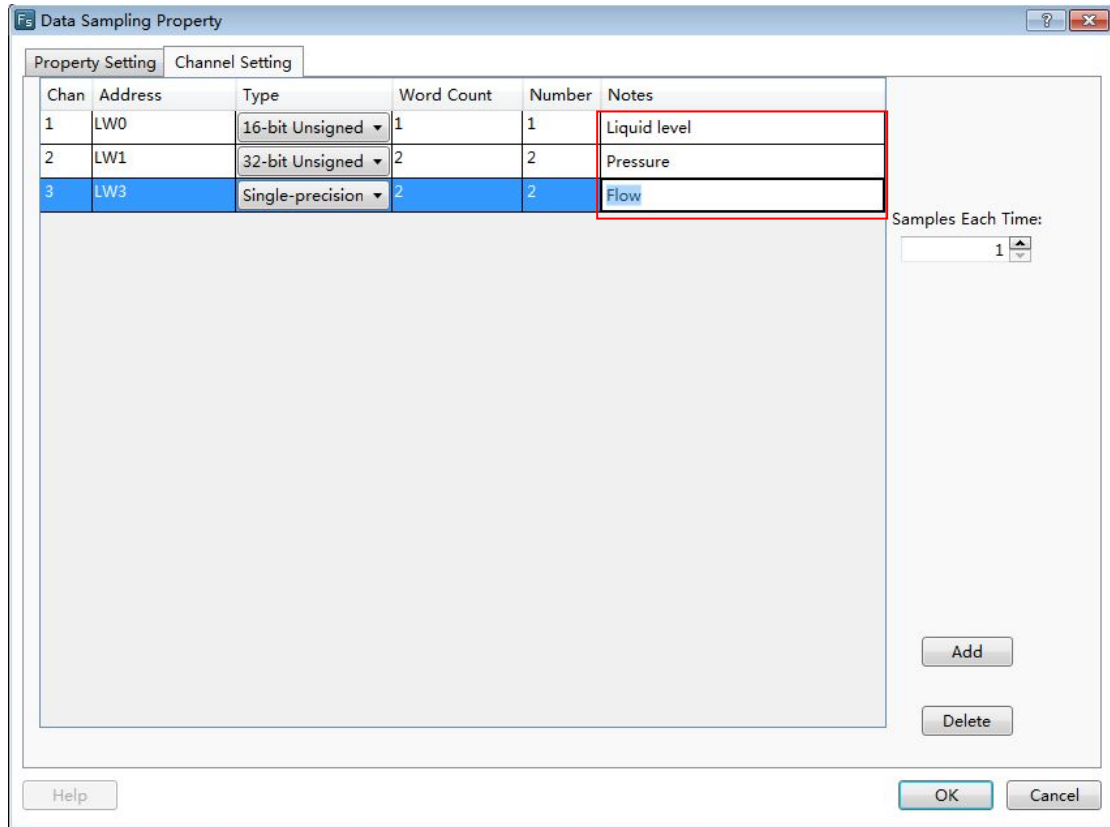 Fs Data Sampling Property
Property Setting Channel Setting
Chan Address Type Word Count Number Notes
1 LW0 16-bit Unsigned 1 1 Liquid level
2 LW1 32-bit Unsigned 2 2 Pressure
3 LW3 Single-precision 2 2 Flow
Samples Each Time:
1
Add
Delete
Help OK Cancel